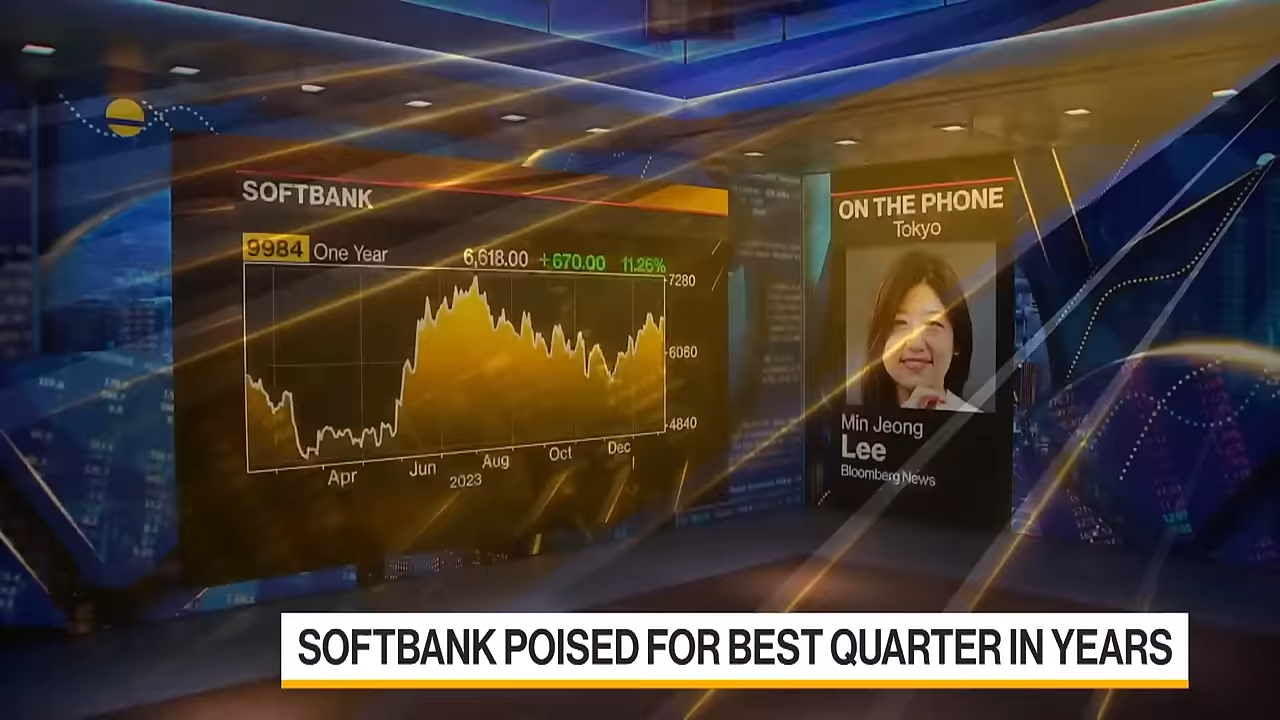 SOFTBANK
9984 One Year 6,618.00 +670.00 11.26%
7280
6060
4840
Apr Jun Aug Oct Dec
2023
ON THE PHONE
Tokyo
Min Jeong
Lee
Bloomberg News
SOFTBANK POISED FOR BEST QUARTER IN YEARS